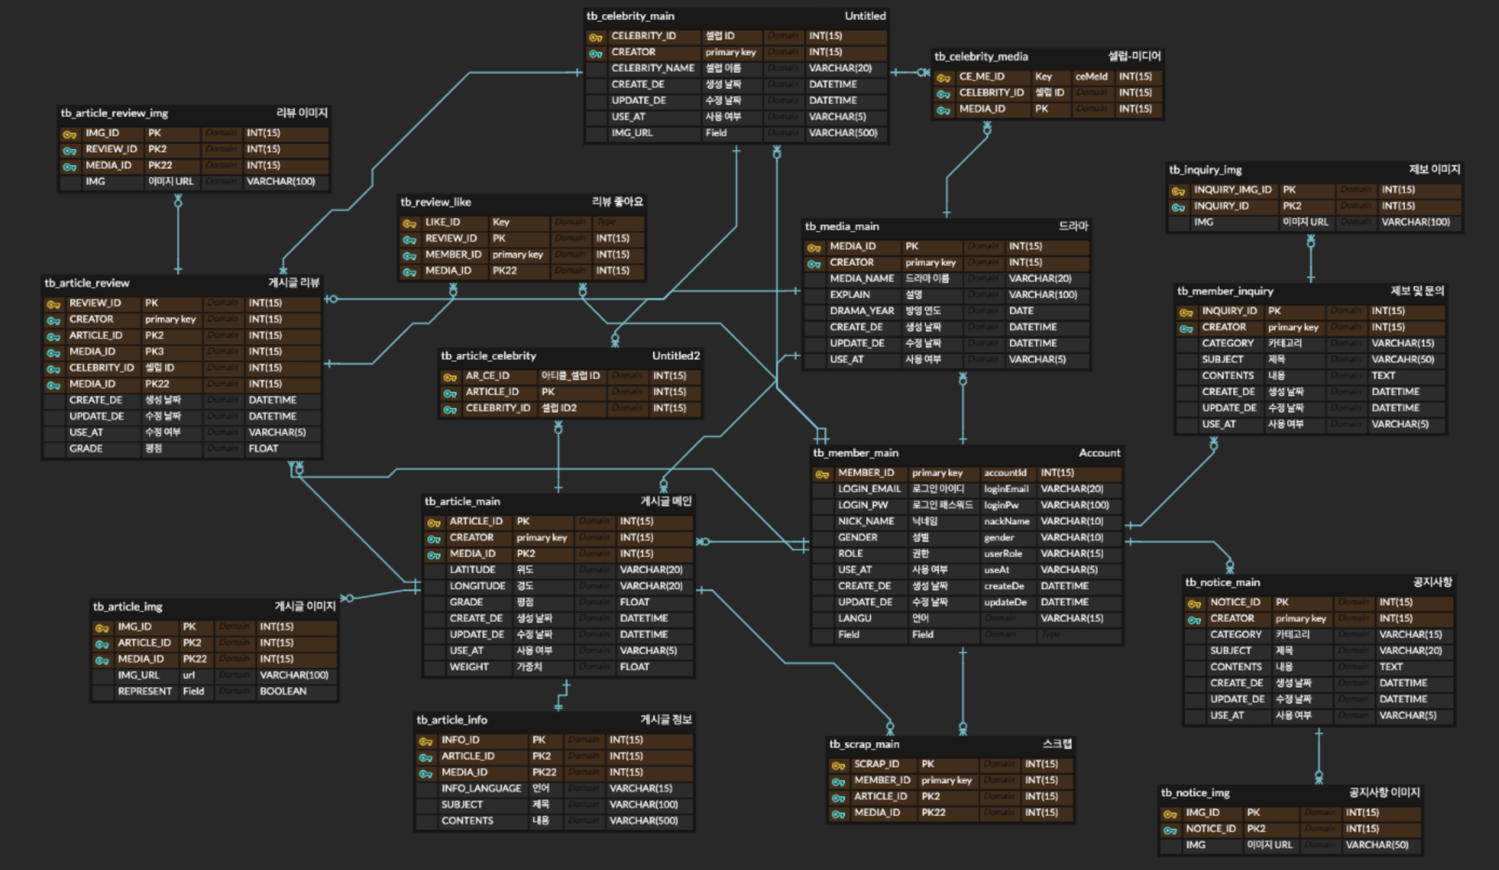 tb_celebrity_main Untitled
CELEBRITY_ID 셀럽 ID Domain INT(15)
CREATOR primary key Domain INT(15)
CELEBRITY_NAME 셀럽 이름 Domain VARCHAR(20)
CREATE_DE 생성 날짜 Domain DATETIME
UPDATE_DE 수정 날짜 Domain DATETIME
USE_AT 사용 여부 Domain VARCHAR(5)
IMG_URL Field Domain VARCHAR(500)
tb_celebrity_media 셀럽-미디어
CE_ME_ID Key ceMeId INT(15)
CELEBRITY_ID 셀럽 ID Domain INT(15)
MEDIA_ID PK Domain INT(15)
tb_article_review_img 리뷰 이미지
IMG_ID PK Domain INT(15)
REVIEW_ID PK2 Domain INT(15)
MEDIA_ID PK22 Domain INT(15)
IMG 이미지 URL Domain VARCHAR(100)
tb_inquiry_img 제보 이미지
INQUIRY_IMG_ID PK Domain INT(15)
INQUIRY_ID PK2 Domain INT(15)
IMG 이미지 URL Domain VARCHAR(100)
tb_review_like 리뷰 좋아요
LIKE_ID Key Domain Type
REVIEW_ID PK Domain INT(15)
MEMBER_ID primary key Domain INT(15)
MEDIA_ID PK22 Domain INT(15)
tb_media_main 드라마
MEDIA_ID PK Domain INT(15)
CREATOR primary key Domain INT(15)
MEDIA_NAME 드라마 이름 Domain VARCHAR(20)
EXPLAIN 설명 Domain VARCHAR(100)
DRAMA_YEAR 방영 연도 Domain DATE
CREATE_DE 생성 날짜 Domain DATETIME
UPDATE_DE 수정 날짜 Domain DATETIME
USE_AT 사용 여부 Domain VARCHAR(5)
tb_article_review 게시글 리뷰
REVIEW_ID PK Domain INT(15)
CREATOR primary key Domain INT(15)
ARTICLE_ID PK2 Domain INT(15)
MEDIA_ID PK3 Domain INT(15)
CELEBRITY_ID 셀럽 ID Domain INT(15)
MEDIA_ID PK22 Domain INT(15)
CREATE_DE 생성 날짜 Domain DATETIME
UPDATE_DE 수정 날짜 Domain DATETIME
USE_AT 수정 여부 Domain VARCHAR(5)
GRADE 평점 Domain FLOAT
tb_member_inquiry 제보 및 문의
INQUIRY_ID PK Domain INT(15)
CREATOR primary key Domain INT(15)
CATEGORY 카테고리 Domain VARCHAR(15)
SUBJECT 제목 Domain VARCAHR(50)
CONTENTS 내용 Domain TEXT
CREATE_DE 생성 날짜 Domain DATETIME
UPDATE_DE 수정 날짜 Domain DATETIME
USE_AT 사용 여부 Domain VARCHAR(5)
tb_article_celebrity Untitled2
AR_CE_ID 아티클_셀럽 ID Domain INT(15)
ARTICLE_ID PK Domain INT(15)
CELEBRITY_ID 셀럽 ID2 Domain INT(15)
tb_member_main Account
MEMBER_ID primary key accountId INT(15)
LOGIN_EMAIL 로그인 아이디 loginEmail VARCHAR(20)
LOGIN_PW 로그인 패스워드 loginPw VARCHAR(100)
NICK_NAME 닉네임 nackName VARCHAR(10)
GENDER 성별 gender VARCHAR(10)
ROLE 권한 userRole VARCHAR(15)
USE_AT 사용 여부 useAt VARCHAR(5)
CREATE_DE 생성 날짜 createDe DATETIME
UPDATE_DE 수정 날짜 updateDe DATETIME
LANGU 언어 Domain VARCHAR(15)
Field Field Domain Type
tb_article_main 게시글 메인
ARTICLE_ID PK Domain INT(15)
CREATOR primary key Domain INT(15)
MEDIA_ID PK2 Domain INT(15)
LATITUDE 위도 Domain VARCHAR(20)
LONGITUDE 경도 Domain VARCHAR(20)
GRADE 평점 Domain FLOAT
CREATE_DE 생성 날짜 Domain DATETIME
UPDATE_DE 수정 날짜 Domain DATETIME
USE_AT 사용 여부 Domain VARCHAR(5)
WEIGHT 가중치 Domain FLOAT
tb_notice_main 공지사항
NOTICE_ID PK Domain INT(15)
CREATOR primary key Domain INT(15)
CATEGORY 카테고리 Domain VARCHAR(15)
SUBJECT 제목 Domain VARCHAR(20)
CONTENTS 내용 Domain TEXT
CREATE_DE 생성 날짜 Domain DATETIME
UPDATE_DE 수정 날짜 Domain DATETIME
USE_AT 사용 여부 Domain VARCHAR(5)
tb_article_img 게시글 이미지
IMG_ID PK Domain INT(15)
ARTICLE_ID PK2 Domain INT(15)
MEDIA_ID PK22 Domain INT(15)
IMG_URL url Domain VARCHAR(100)
REPRESENT Field Domain BOOLEAN
tb_article_info 게시글 정보
INFO_ID PK Domain INT(15)
ARTICLE_ID PK2 Domain INT(15)
MEDIA_ID PK22 Domain INT(15)
INFO_LANGUAGE 언어 Domain VARCHAR(15)
SUBJECT 제목 Domain VARCHAR(100)
CONTENTS 내용 Domain VARCHAR(500)
tb_scrap_main 스크랩
SCRAP_ID PK Domain INT(15)
MEMBER_ID primary key Domain INT(15)
ARTICLE_ID PK2 Domain INT(15)
MEDIA_ID PK22 Domain INT(15)
tb_notice_img 공지사항 이미지
IMG_ID PK Domain INT(15)
NOTICE_ID PK2 Domain INT(15)
IMG 이미지 URL Domain VARCHAR(50)